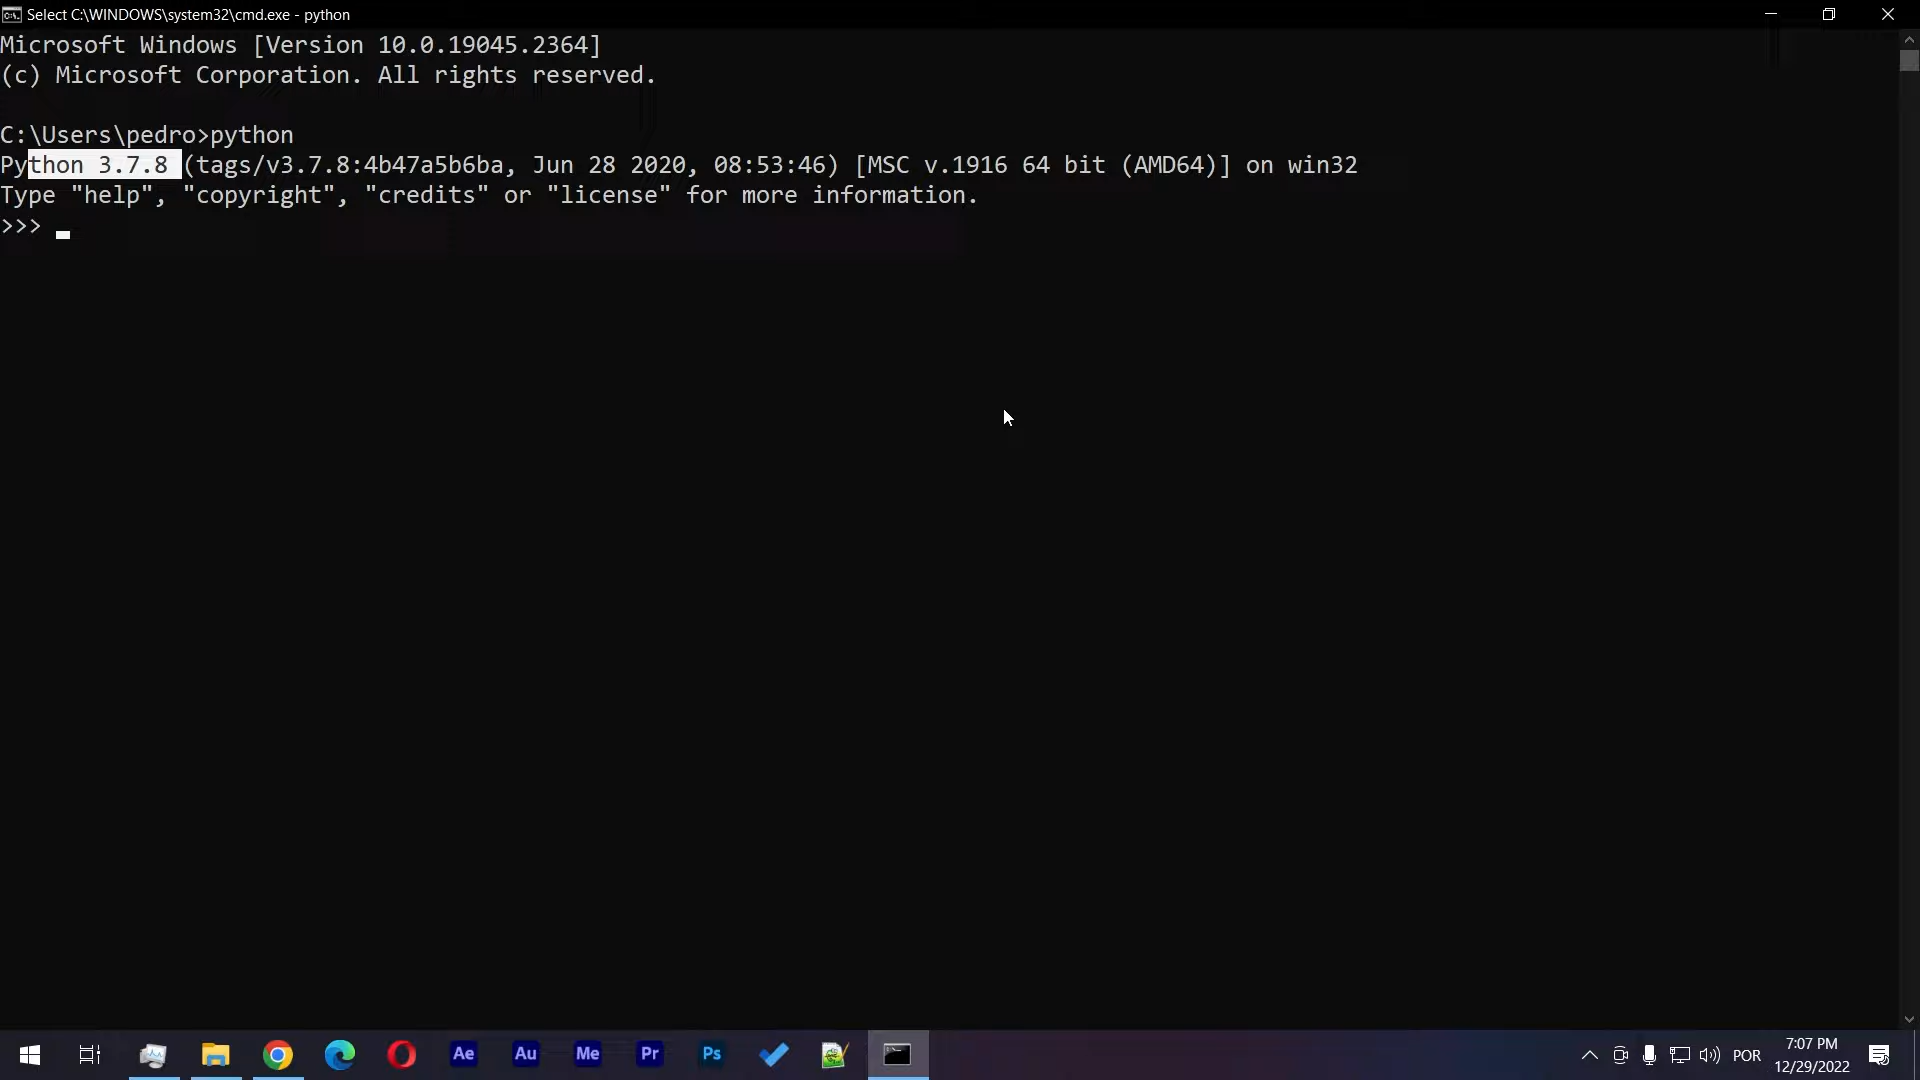 Select C:\WINDOWS\system32\cmd.exe - python
Microsoft Windows [Version 10.0.19045.2364]
(c) Microsoft Corporation. All rights reserved.
C:\Users\pedro>python
Python 3.7.8 (tags/v3.7.8:4b47a5b6ba, Jun 28 2020, 08:53:46) [MSC v.1916 64 bit (AMD64)] on win32
Type "help", "copyright", "credits" or "license" for more information.
>>>
Ae Au Me Pr Ps
POR
7:07 PM
12/29/2022